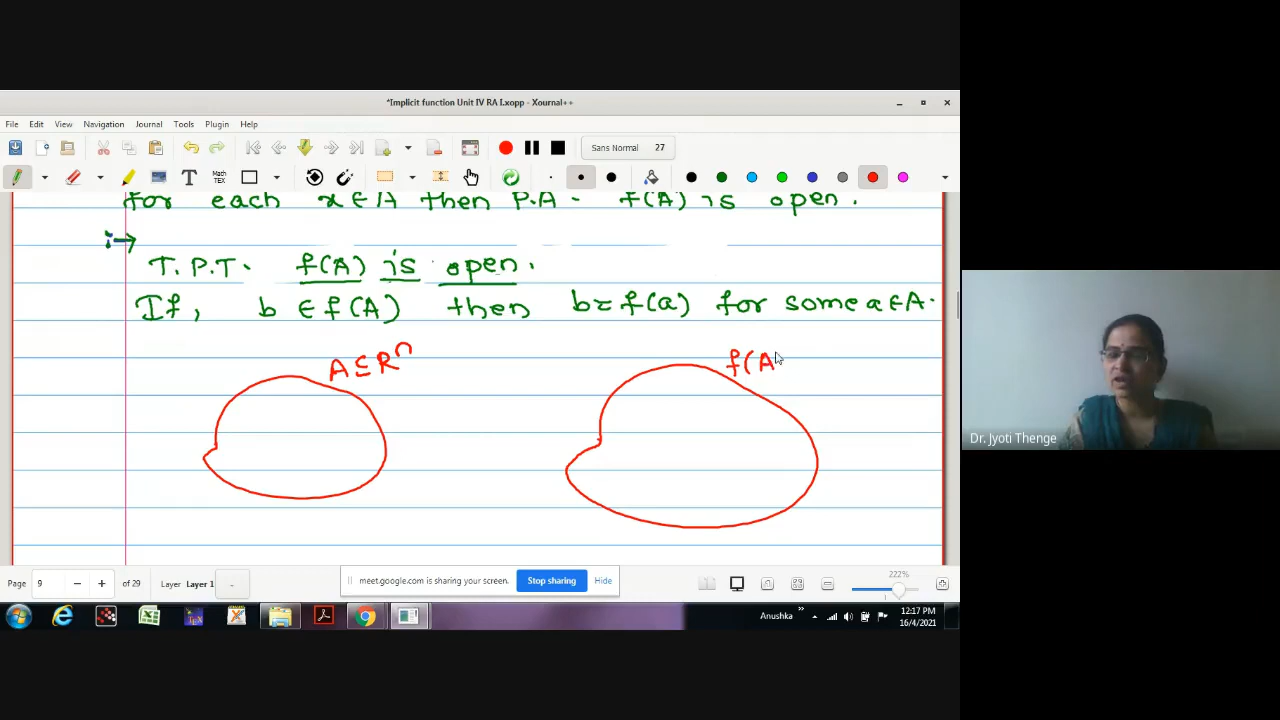 *Implicit function Unit IV RA I.xopp - Xournal++
File Edit View Navigation Journal Tools Plugin Help
Sans Normal 27
T Math TEX
for each x ∈ A then P.A. f(A) is open.
i→
T.P.T. f(A) is open.
If, b ∈ f(A) then b = f(a) for some a ∈ A.
A ⊆ R^n
f(A
Dr. Jyoti Thenge
meet.google.com is sharing your screen. Stop sharing Hide
Page 9 of 29 Layer Layer 1
222%
Anushka
12:17 PM
16/4/2021